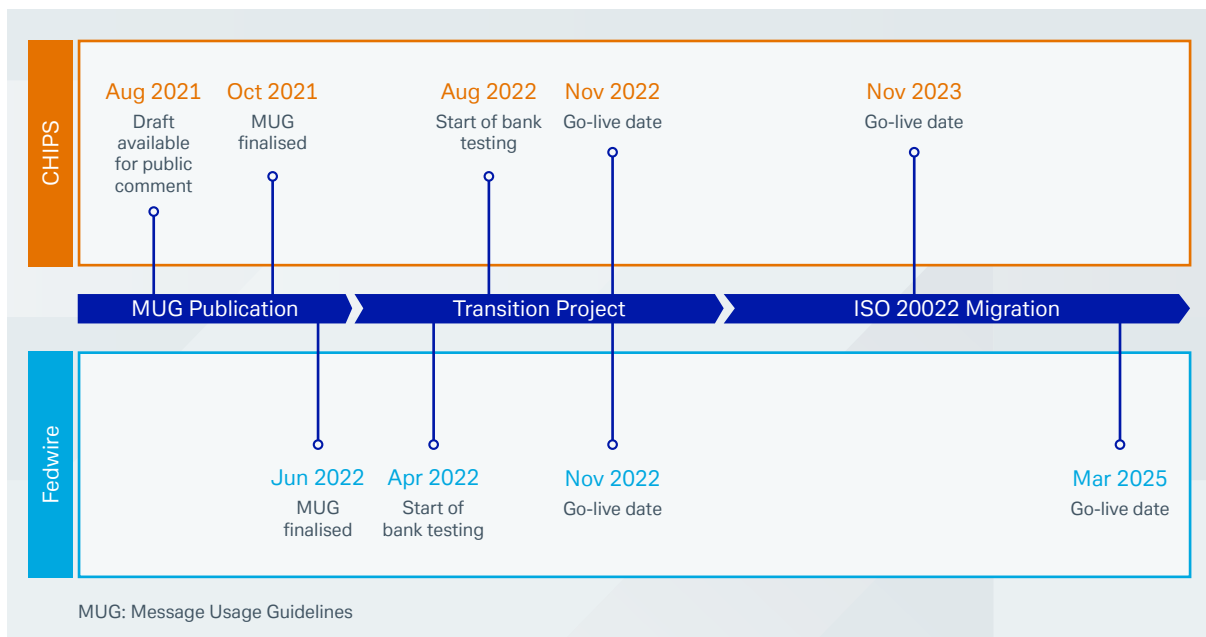 CHIPS
Aug 2021
Draft
available
for public
comment
Oct 2021
MUG
finalised
Aug 2022
Start of bank
testing
Nov 2022
Go-live date
Nov 2023
Go-live date
MUG Publication
Transition Project
ISO 20022 Migration
Fedwire
Jun 2022
MUG
finalised
Apr 2022
Start of
bank testing
Nov 2022
Go-live date
Mar 2025
Go-live date
MUG: Message Usage Guidelines